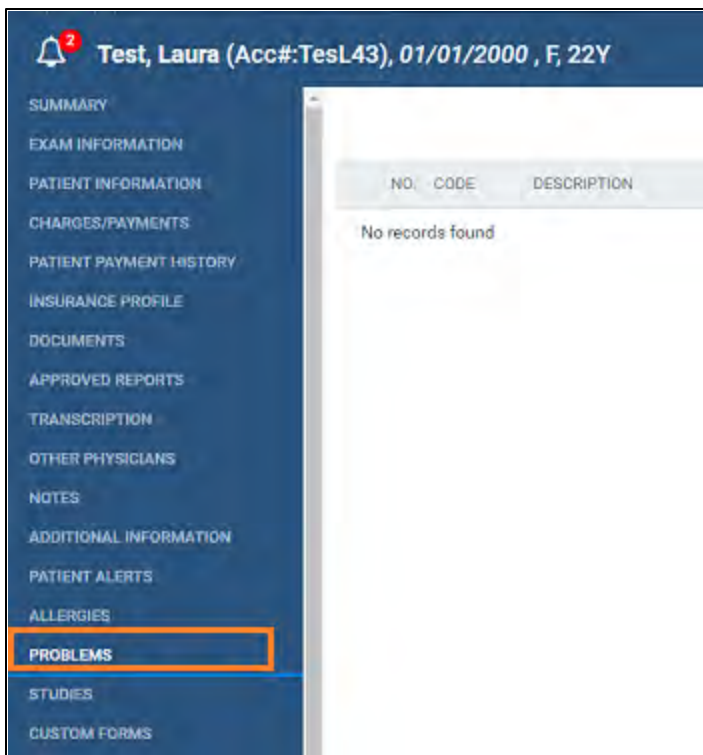 2
Test, Laura (Acc#:TesL43), 01/01/2000 , F, 22Y
SUMMARY
EXAM INFORMATION
PATIENT INFORMATION
CHARGES/PAYMENTS
PATIENT PAYMENT HISTORY
INSURANCE PROFILE
DOCUMENTS
APPROVED REPORTS
TRANSCRIPTION
OTHER PHYSICIANS
NOTES
ADDITIONAL INFORMATION
PATIENT ALERTS
ALLERGIES
PROBLEMS
STUDIES
CUSTOM FORMS
NO. CODE DESCRIPTION
No records found